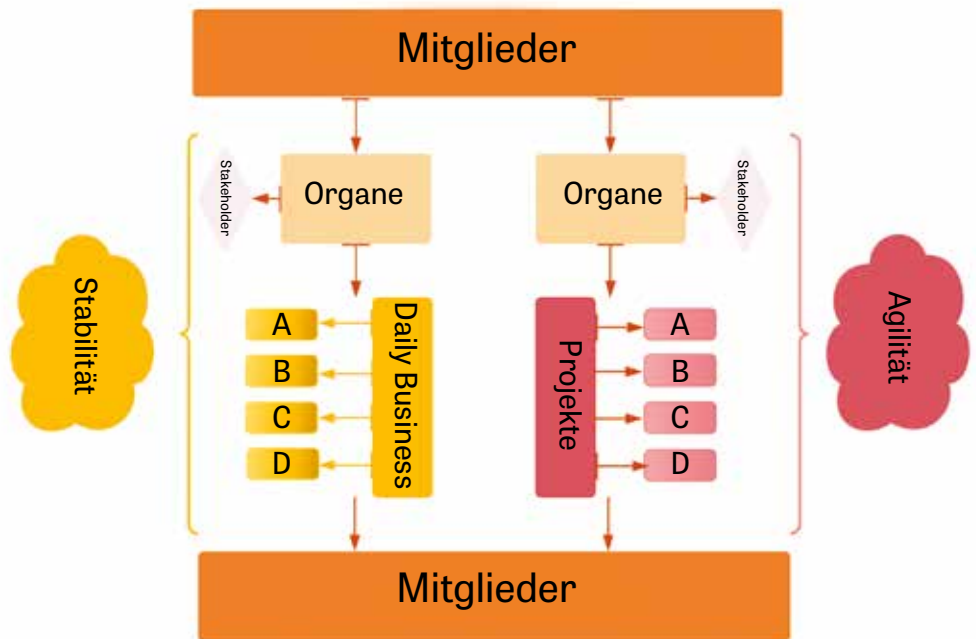 Mitglieder
Stakeholder
Organe
Organe
Stakeholder
Stabilität
A
B
C
D
Daily Business
Projekte
A
B
C
D
Agilität
Mitglieder